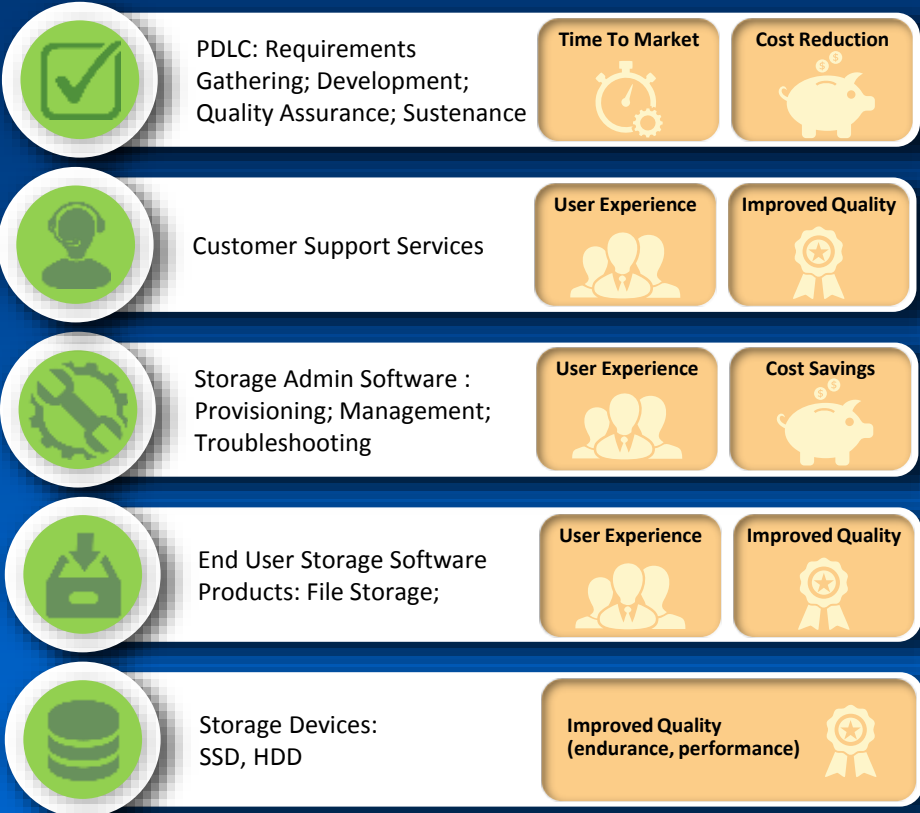 PDLC: Requirements
Gathering; Development;
Quality Assurance; Sustenance
Time To Market
Cost Reduction
Customer Support Services
User Experience
Improved Quality
Storage Admin Software :
Provisioning; Management;
Troubleshooting
User Experience
Cost Savings
End User Storage Software
Products: File Storage;
User Experience
Improved Quality
Storage Devices:
SSD, HDD
Improved Quality
(endurance, performance)